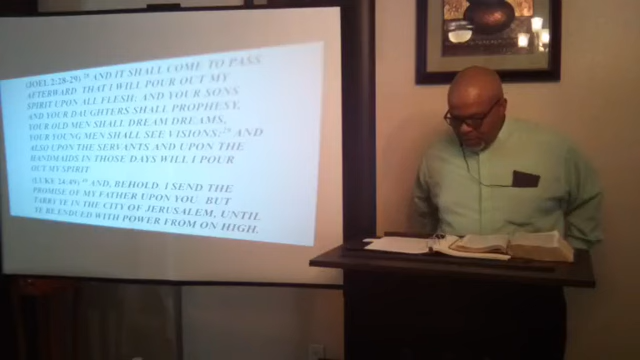 (JOEL 2:28-29) 28 AND IT SHALL COME TO PASS
AFTERWARD, THAT I WILL POUR OUT MY
SPIRIT UPON ALL FLESH; AND YOUR SONS
AND YOUR DAUGHTERS SHALL PROPHESY,
YOUR OLD MEN SHALL DREAM DREAMS,
YOUR YOUNG MEN SHALL SEE VISIONS: 29 AND
ALSO UPON THE SERVANTS AND UPON THE
HANDMAIDS IN THOSE DAYS WILL I POUR
OUT MY SPIRIT
(LUKE 24:49) 49 AND, BEHOLD I SEND THE
PROMISE OF MY FATHER UPON YOU BUT
TARRY YE IN THE CITY OF JERUSALEM, UNTIL
YE BE ENDUED WITH POWER FROM ON HIGH.